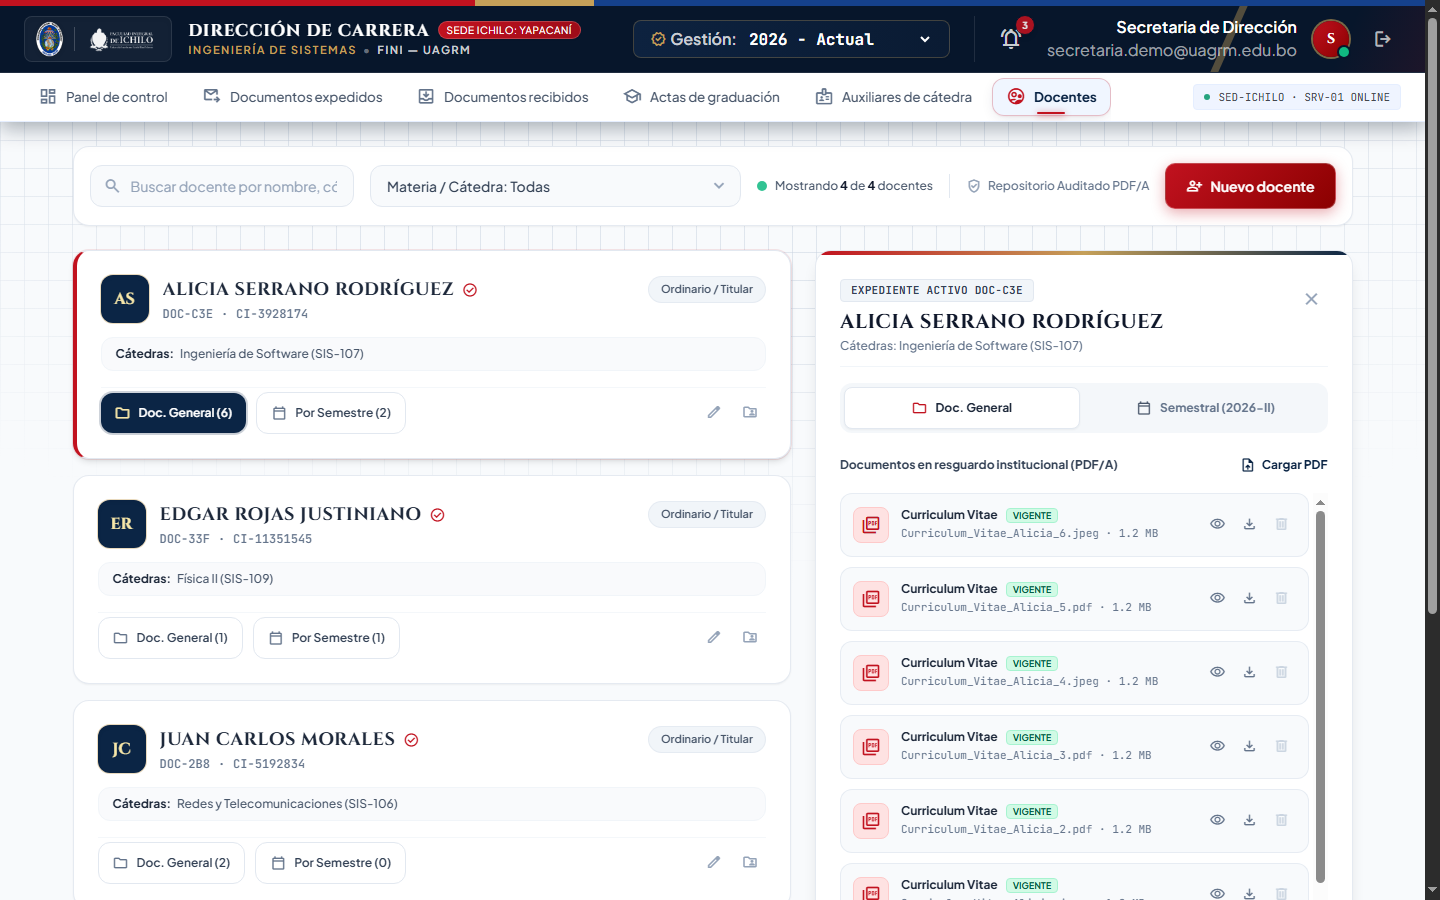 DIRECCIÓN DE CARRERA SEDE ICHILO: YAPACANÍ
INGENIERÍA DE SISTEMAS • FINI — UAGRM
Gestión: 2026 - Actual
3
Secretaria de Dirección
secretaria.demo@uagrm.edu.bo
S
Panel de control
Documentos expedidos
Documentos recibidos
Actas de graduación
Auxiliares de cátedra
Docentes
SED-ICHILO · SRV-01 ONLINE
Buscar docente por nombre, có
Materia / Cátedra: Todas
Mostrando 4 de 4 docentes
Repositorio Auditado PDF/A
Nuevo docente
AS
ALICIA SERRANO RODRÍGUEZ
Ordinario / Titular
DOC-C3E · CI-3928174
Cátedras: Ingeniería de Software (SIS-107)
Doc. General (6)
Por Semestre (2)
ER
EDGAR ROJAS JUSTINIANO
Ordinario / Titular
DOC-33F · CI-11351545
Cátedras: Física II (SIS-109)
Doc. General (1)
Por Semestre (1)
JC
JUAN CARLOS MORALES
Ordinario / Titular
DOC-2B8 · CI-5192834
Cátedras: Redes y Telecomunicaciones (SIS-106)
Doc. General (2)
Por Semestre (0)
EXPEDIENTE ACTIVO DOC-C3E
ALICIA SERRANO RODRÍGUEZ
Cátedras: Ingeniería de Software (SIS-107)
Doc. General
Semestral (2026-II)
Documentos en resguardo institucional (PDF/A)
Cargar PDF
Curriculum Vitae VIGENTE
Curriculum_Vitae_Alicia_6.jpeg · 1.2 MB
Curriculum Vitae VIGENTE
Curriculum_Vitae_Alicia_5.pdf · 1.2 MB
Curriculum Vitae VIGENTE
Curriculum_Vitae_Alicia_4.jpeg · 1.2 MB
Curriculum Vitae VIGENTE
Curriculum_Vitae_Alicia_3.pdf · 1.2 MB
Curriculum Vitae VIGENTE
Curriculum_Vitae_Alicia_2.pdf · 1.2 MB
Curriculum Vitae VIGENTE